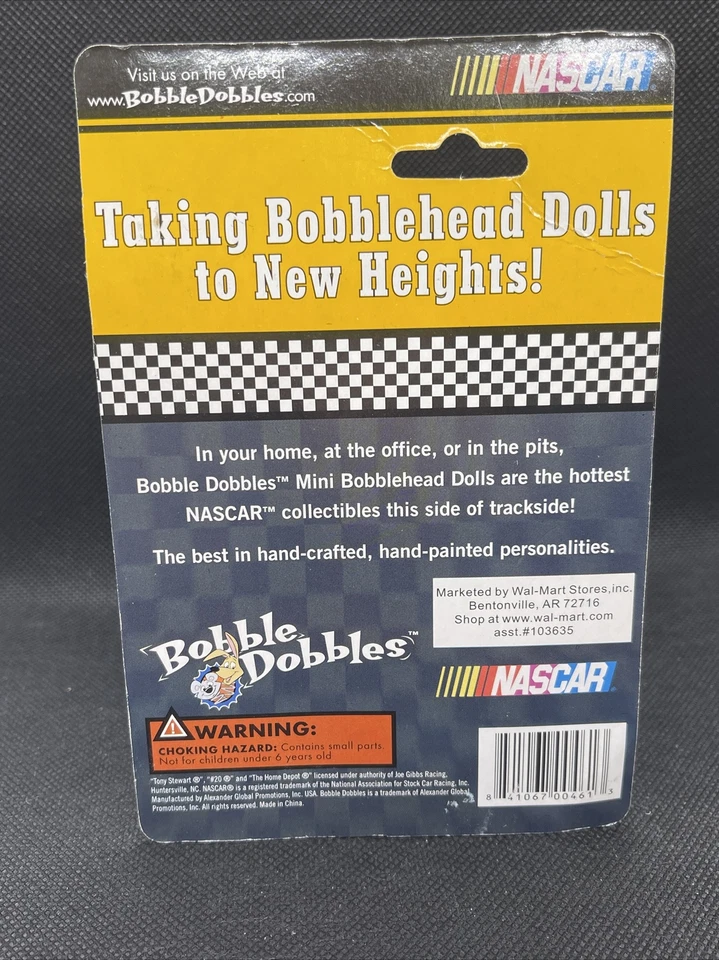 Visit us on the Web at
www.BobbleDobbles.com
NASCAR
Taking Bobblehead Dolls
to New Heights!
In your home, at the office, or in the pits,
Bobble Dobbles™ Mini Bobblehead Dolls are the hottest
NASCAR™ collectibles this side of trackside!
The best in hand-crafted, hand-painted personalities.
Marketed by Wal-Mart Stores,inc.
Bentonville, AR 72716
Shop at www.wal-mart.com
asst.#103635
Bobble
Dobbles™
NASCAR
WARNING:
CHOKING HAZARD: Contains small parts.
Not for children under 6 years old
"Tony Stewart ®", "#20 ®" and "The Home Depot ®" licensed under authority of Joe Gibbs Racing,
Huntersville, NC. NASCAR® is a registered trademark of the National Association for Stock Car Racing, Inc.
Manufactured by Alexander Global Promotions, Inc. USA. Bobble Dobbles is a trademark of Alexander Global
Promotions, Inc. All rights reserved. Made in China.
8 41067 00461 3